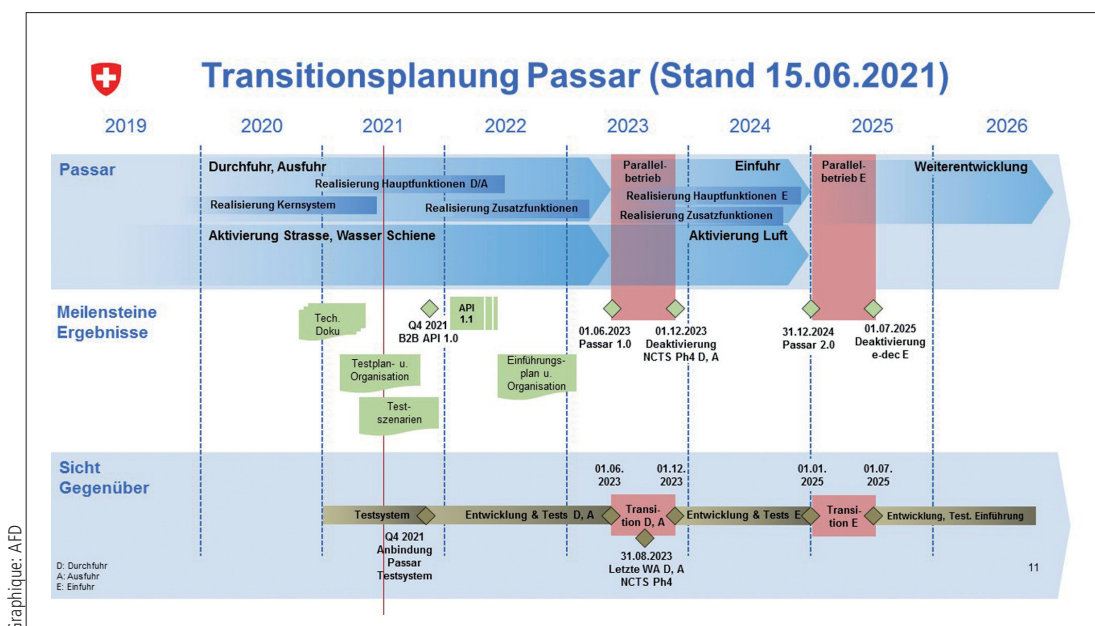 Transitionsplanung Passar (Stand 15.06.2021)
2019 2020 2021 2022 2023 2024 2025 2026
Passar
Durchfuhr, Ausfuhr
Realisierung Hauptfunktionen D/A
Realisierung Kernsystem
Realisierung Zusatzfunktionen
Aktivierung Strasse, Wasser Schiene
Parallel-
betrieb
Einfuhr
Realisierung Hauptfunktionen E
Realisierung Zusatzfunktionen
Aktivierung Luft
Parallel-
betrieb E
Weiterentwicklung
Meilensteine
Ergebnisse
Tech.
Doku
Q4 2021
B2B API 1.0
API
1.1
Testplan- u.
Organisation
Test-
szenarien
Einführungs-
plan u.
Organisation
01.06.2023
Passar 1.0
01.12.2023
Deaktivierung
NCTS Ph4 D, A
31.12.2024
Passar 2.0
01.07.2025
Deaktivierung
e-dec E
Sicht
Gegenüber
01.06.
2023
01.12.
2023
01.01.
2025
01.07.
2025
Testsystem
Entwicklung & Tests D, A
Transi-
tion D, A
Entwicklung & Tests E
Transi-
tion E
Entwicklung, Test. Einführung
Q4 2021
Anbindung
Passar
Testsystem
31.08.2023
Letzte WA D, A
NCTS Ph4
D: Durchfuhr
A: Ausfuhr
E: Einfuhr
11
Graphique: AFD